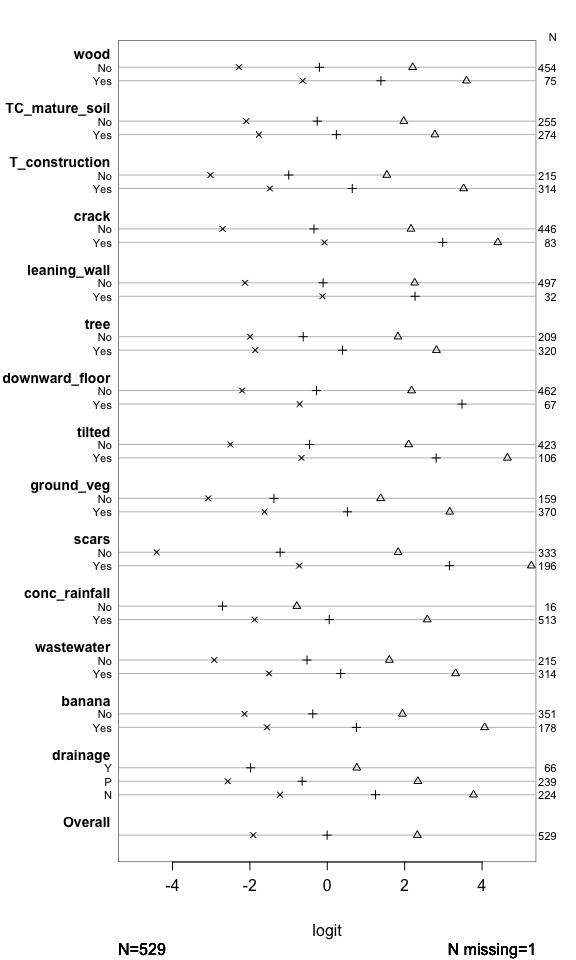 N
wood
No 454
Yes 75
TC_mature_soil
No 255
Yes 274
T_construction
No 215
Yes 314
crack
No 446
Yes 83
leaning_wall
No 497
Yes 32
tree
No 209
Yes 320
downward_floor
No 462
Yes 67
tilted
No 423
Yes 106
ground_veg
No 159
Yes 370
scars
No 333
Yes 196
conc_rainfall
No 16
Yes 513
wastewater
No 215
Yes 314
banana
No 351
Yes 178
drainage
Y 66
P 239
N 224
Overall
529
-4 -2 0 2 4
logit
N=529 N missing=1